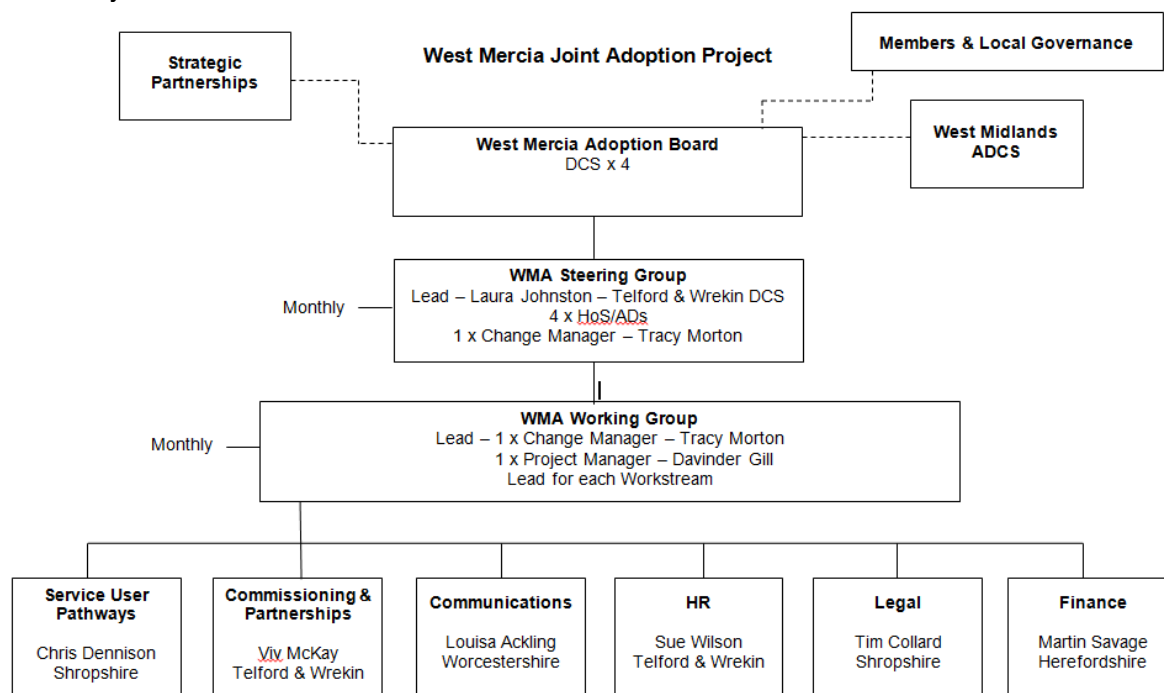 Strategic
Partnerships
West Mercia Joint Adoption Project
Members & Local Governance
West Midlands
ADCS
West Mercia Adoption Board
DCS x 4
WMA Steering Group
Lead – Laura Johnston – Telford & Wrekin DCS
4 x HoS/ADs
1 x Change Manager – Tracy Morton
Monthly
WMA Working Group
Lead – 1 x Change Manager – Tracy Morton
1 x Project Manager – Davinder Gill
Lead for each Workstream
Monthly
Service User
Pathways
Chris Dennison
Shropshire
Commissioning &
Partnerships
Viv McKay
Telford & Wrekin
Communications
Louisa Ackling
Worcestershire
HR
Sue Wilson
Telford & Wrekin
Legal
Tim Collard
Shropshire
Finance
Martin Savage
Herefordshire